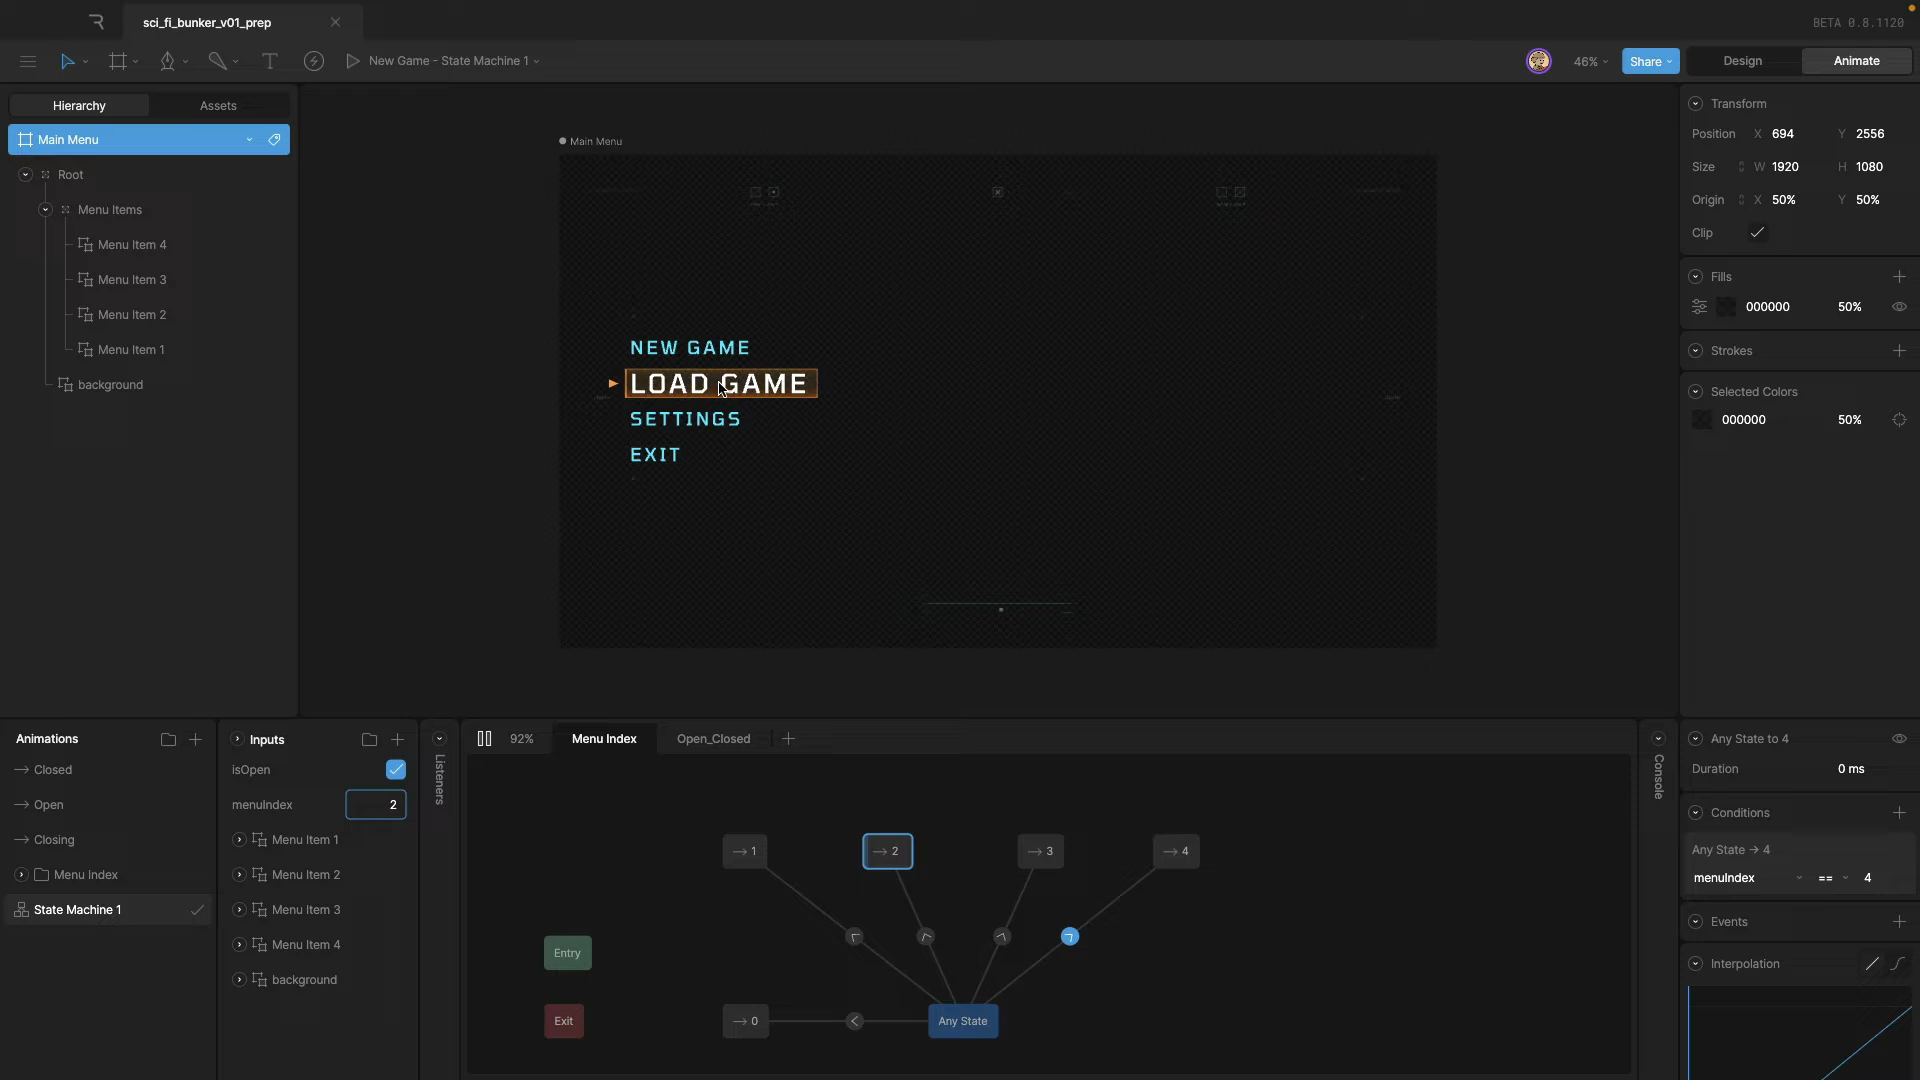 sci_fi_bunker_v01_prep
BETA 0.8.1120
New Game - State Machine 1
46%
Share
Design
Animate
Hierarchy
Assets
Main Menu
Root
Menu Items
Menu Item 4
Menu Item 3
Menu Item 2
Menu Item 1
background
Main Menu
NEW GAME
LOAD GAME
SETTINGS
EXIT
Transform
Position X 694 Y 2556
Size W 1920 H 1080
Origin X 50% Y 50%
Clip
Fills
000000 50%
Strokes
Selected Colors
000000 50%
Animations
Closed
Open
Closing
Menu Index
State Machine 1
Inputs
isOpen
menuIndex 2
Menu Item 1
Menu Item 2
Menu Item 3
Menu Item 4
background
Listeners
92%
Menu Index
Open_Closed
1
2
3
4
Entry
Exit
0
Any State
Console
Any State to 4
Duration 0 ms
Conditions
Any State → 4
menuIndex == 4
Events
Interpolation